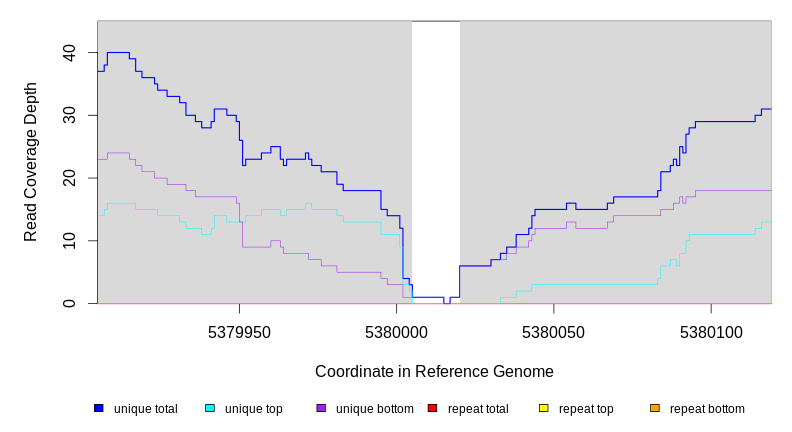 Read Coverage Depth
40
30
20
10
0
5379950 5380000 5380050 5380100
Coordinate in Reference Genome
unique total unique top unique bottom repeat total repeat top repeat bottom